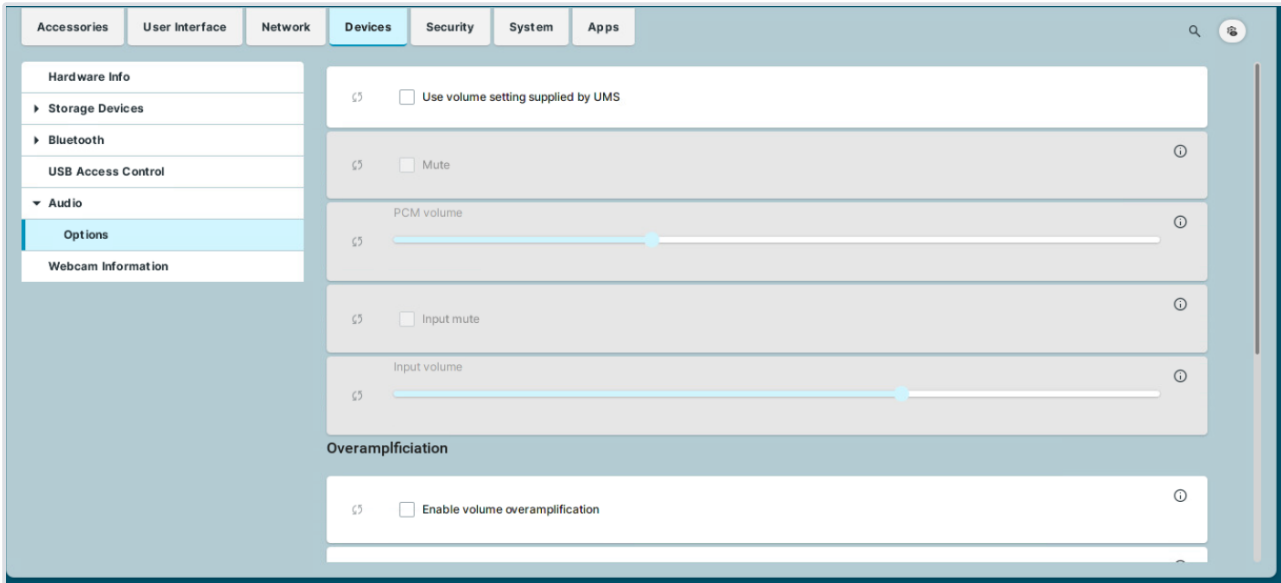 Accessories User Interface Network Devices Security System Apps
Hardware Info
Storage Devices
Bluetooth
USB Access Control
Audio
Options
Webcam Information
Use volume setting supplied by UMS
Mute
PCM volume
Input mute
Input volume
Overamplficiation
Enable volume overamplification